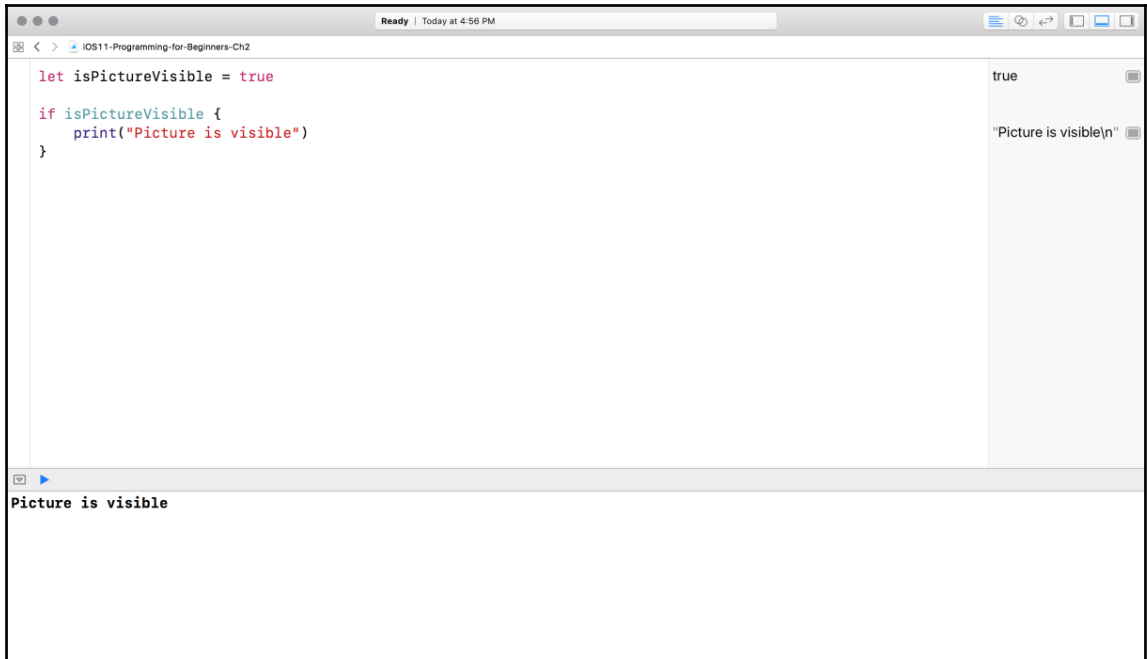 Ready | Today at 4:56 PM
iOS11-Programming-for-Beginners-Ch2
let isPictureVisible = true
true
if isPictureVisible {
print("Picture is visible")
"Picture is visible\n"
}
Picture is visible